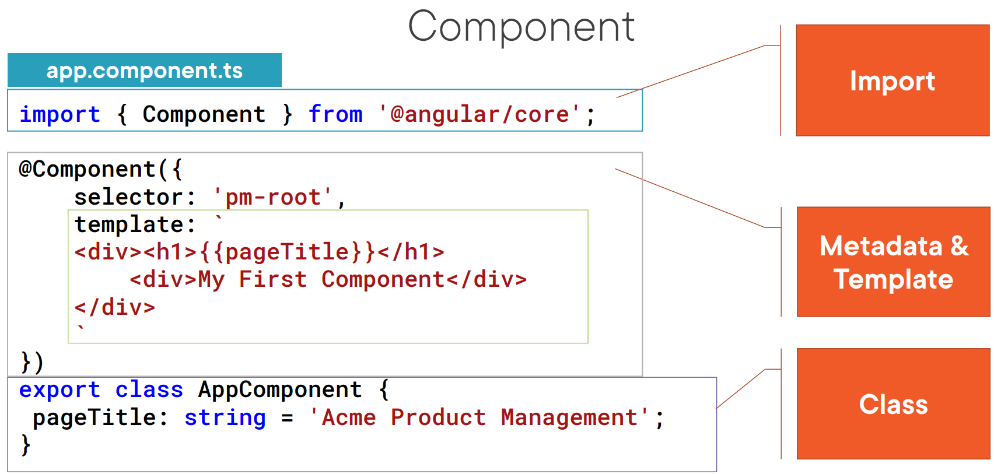 Component
app.component.ts
import { Component } from '@angular/core';
Import
@Component({
    selector: 'pm-root',
    template: `
    <div><h1>{{pageTitle}}</h1>
        <div>My First Component</div>
    </div>
    `
})
Metadata &
Template
export class AppComponent {
 pageTitle: string = 'Acme Product Management';
}
Class